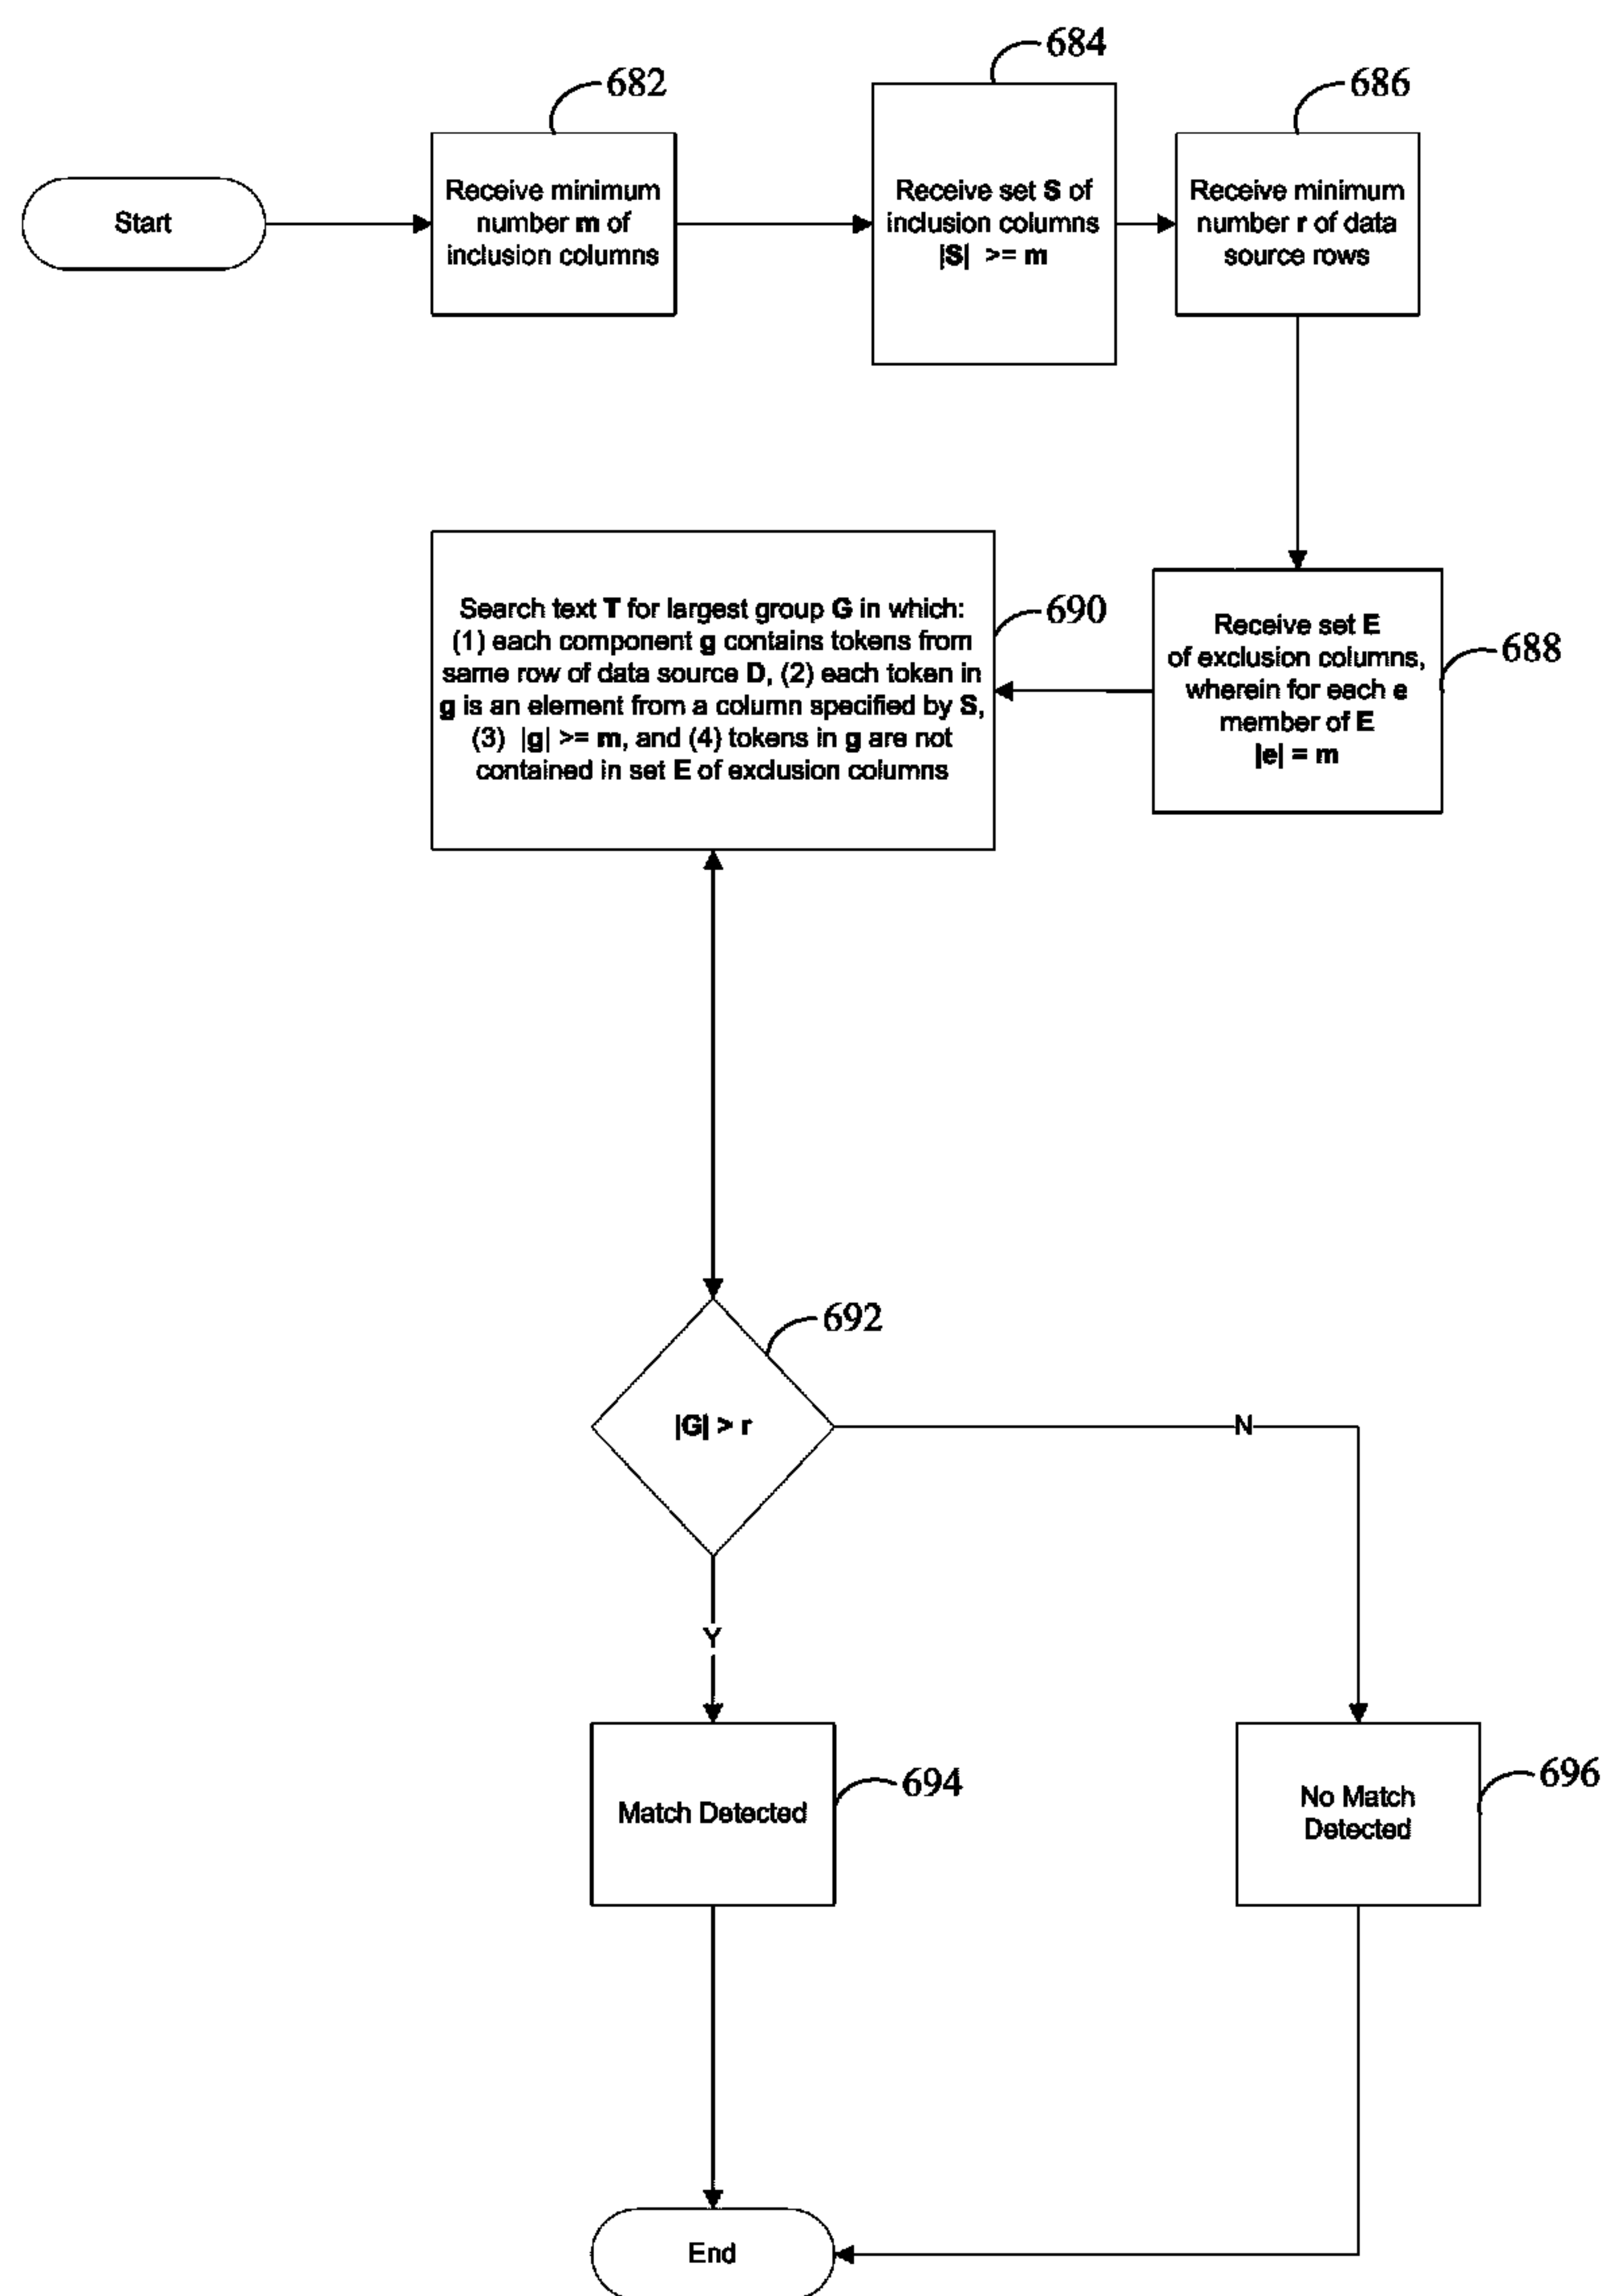 684
682
686
Start
Receive minimum
number m of
inclusion columns
Receive set S of
inclusion columns
|S| >= m
Receive minimum
number r of data
source rows
Search text T for largest group G in which:
(1) each component g contains tokens from
same row of data source D, (2) each token in
g is an element from a column specified by S,
(3) |g| >= m, and (4) tokens in g are not
contained in set E of exclusion columns
690
Receive set E
of exclusion columns,
wherein for each e
member of E
|e| = m
688
692
|G| > r
N
Y
Match Detected
694
No Match
Detected
696
End